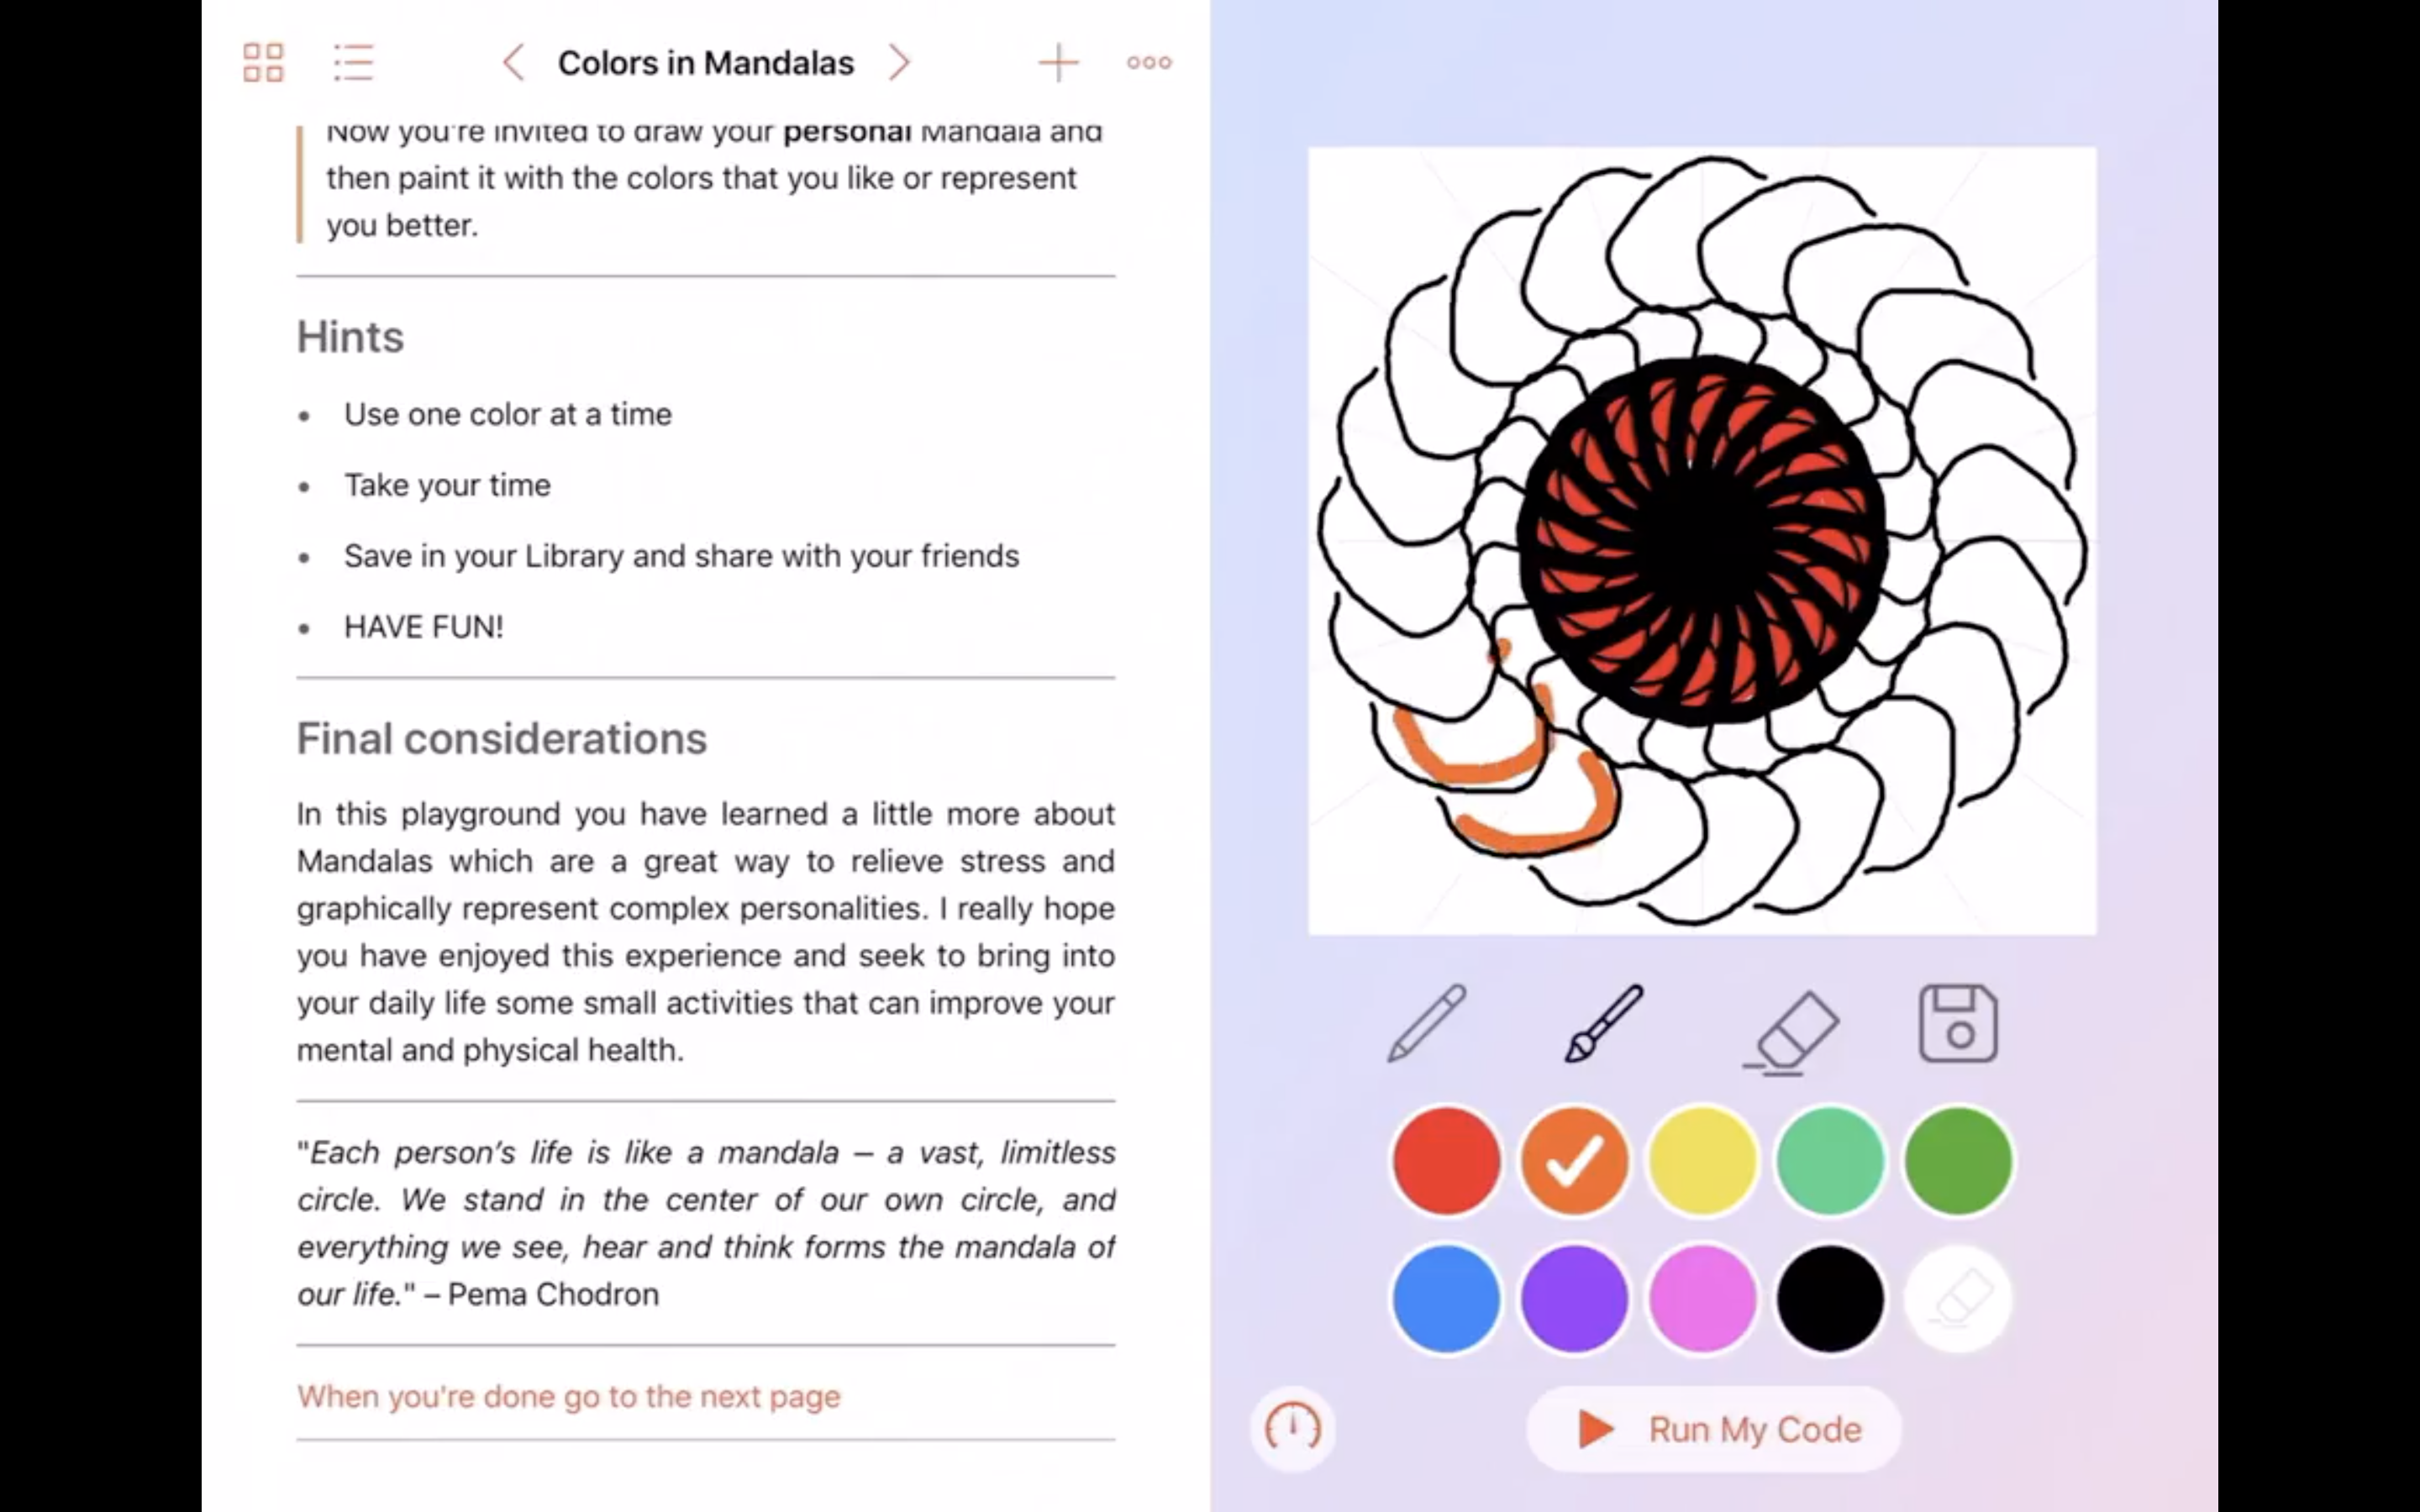 Colors in Mandalas
Now you're invited to draw your personal Mandala and
then paint it with the colors that you like or represent
you better.
Hints
• Use one color at a time
• Take your time
• Save in your Library and share with your friends
• HAVE FUN!
Final considerations
In this playground you have learned a little more about
Mandalas which are a great way to relieve stress and
graphically represent complex personalities. I really hope
you have enjoyed this experience and seek to bring into
your daily life some small activities that can improve your
mental and physical health.
"Each person’s life is like a mandala – a vast, limitless
circle. We stand in the center of our own circle, and
everything we see, hear and think forms the mandala of
our life." – Pema Chodron
When you're done go to the next page
Run My Code